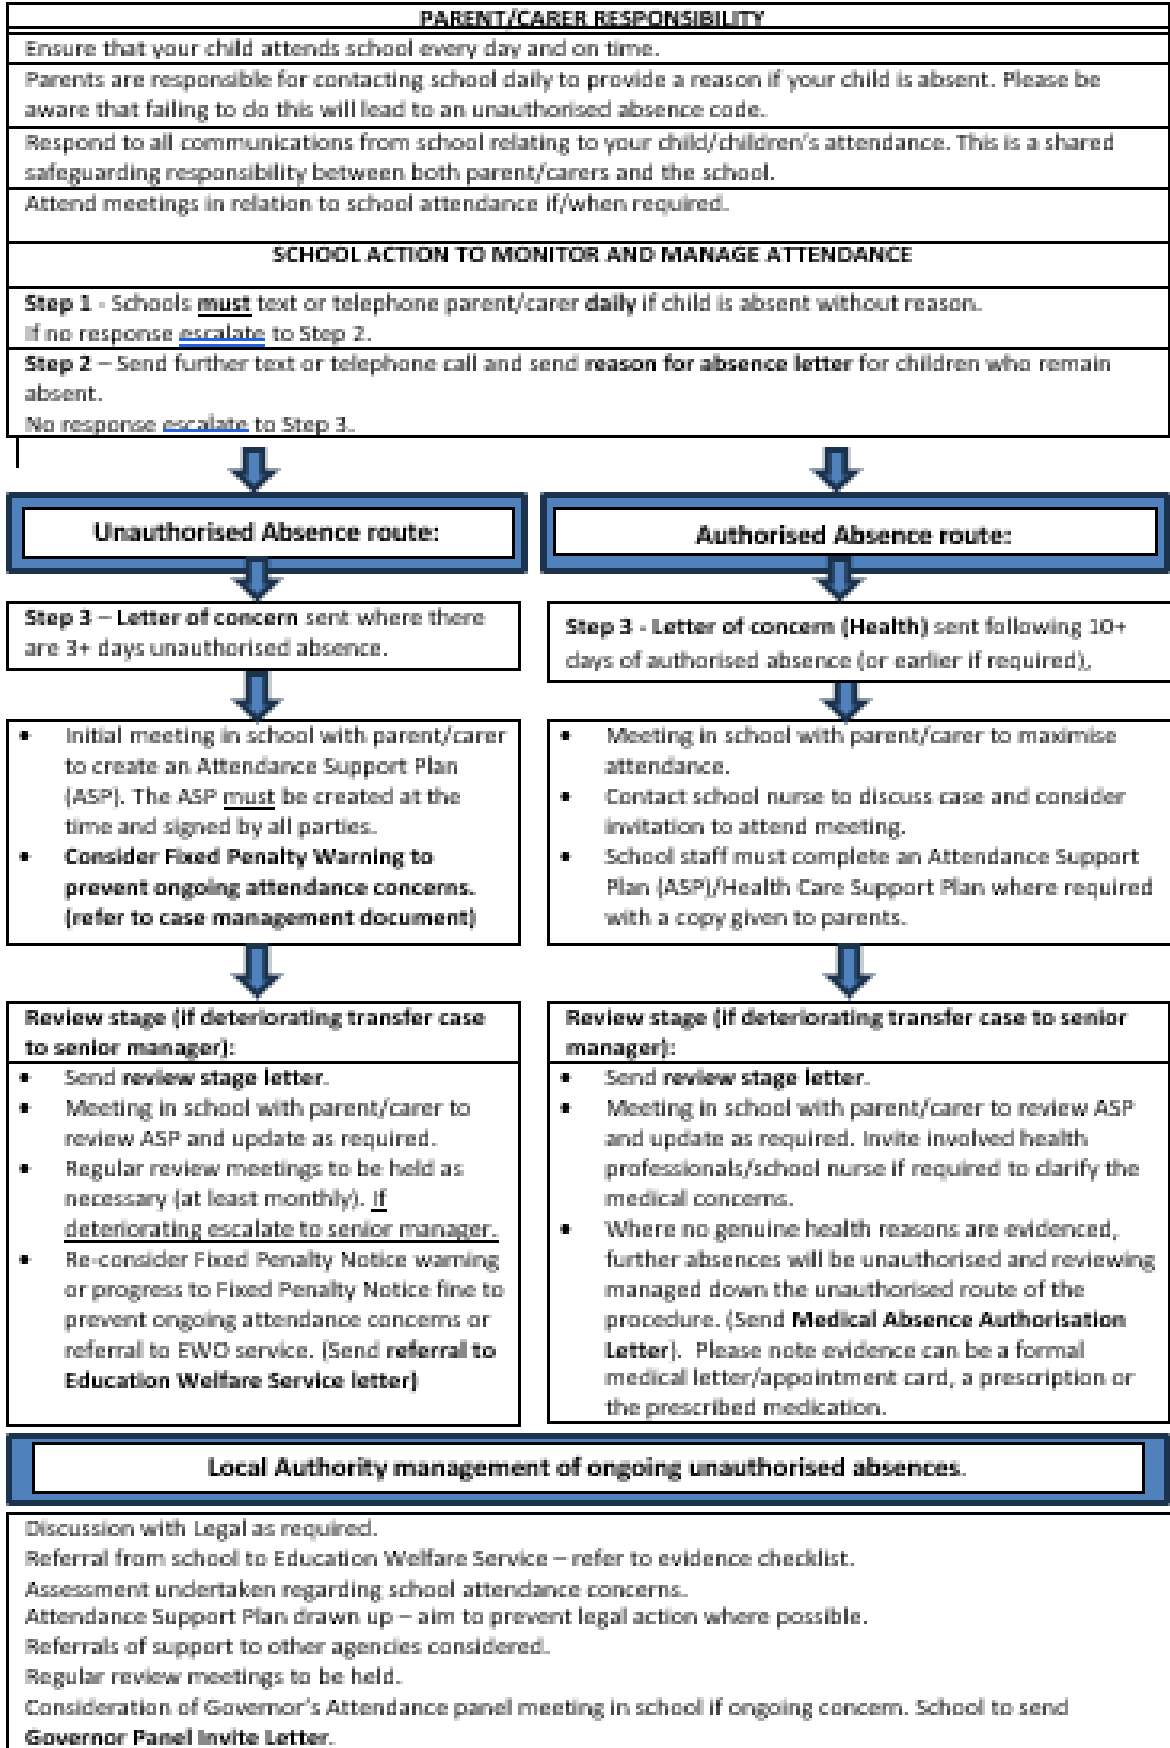 PARENT/CARER RESPONSIBILITY
Ensure that your child attends school every day and on time.
Parents are responsible for contacting school daily to provide a reason if your child is absent. Please be
aware that failing to do this will lead to an unauthorised absence code.
Respond to all communications from school relating to your child/children's attendance. This is a shared
safeguarding responsibility between both parent/carers and the school.
Attend meetings in relation to school attendance if/when required.
SCHOOL ACTION TO MONITOR AND MANAGE ATTENDANCE
Step 1 - Schools must text or telephone parent/carer daily if child is absent without reason.
If no response escalate to Step 2.
Step 2 – Send further text or telephone call and send reason for absence letter for children who remain
absent.
No response escalate to Step 3.
Unauthorised Absence route:
Step 3 – Letter of concern sent where there
are 3+ days unauthorised absence.
• Initial meeting in school with parent/carer
to create an Attendance Support Plan
(ASP). The ASP must be created at the
time and signed by all parties.
• Consider Fixed Penalty Warning to
prevent ongoing attendance concerns.
(refer to case management document)
Review stage (if deteriorating transfer case
to senior manager):
• Send review stage letter.
• Meeting in school with parent/carer to
review ASP and update as required.
• Regular review meetings to be held as
necessary (at least monthly). If
deteriorating escalate to senior manager.
• Re-consider Fixed Penalty Notice warning
or progress to Fixed Penalty Notice fine to
prevent ongoing attendance concerns or
referral to EWO service. (Send referral to
Education Welfare Service letter)
Authorised Absence route:
Step 3 - Letter of concern (Health) sent following 10+
days of authorised absence (or earlier if required),
• Meeting in school with parent/carer to maximise
attendance.
• Contact school nurse to discuss case and consider
invitation to attend meeting.
• School staff must complete an Attendance Support
Plan (ASP)/Health Care Support Plan where required
with a copy given to parents.
Review stage (if deteriorating transfer case to senior
manager):
• Send review stage letter.
• Meeting in school with parent/carer to review ASP
and update as required. Invite involved health
professionals/school nurse if required to clarify the
medical concerns.
• Where no genuine health reasons are evidenced,
further absences will be unauthorised and reviewing
managed down the unauthorised route of the
procedure. (Send Medical Absence Authorisation
Letter). Please note evidence can be a formal
medical letter/appointment card, a prescription or
the prescribed medication.
Local Authority management of ongoing unauthorised absences.
Discussion with Legal as required.
Referral from school to Education Welfare Service – refer to evidence checklist.
Assessment undertaken regarding school attendance concerns.
Attendance Support Plan drawn up – aim to prevent legal action where possible.
Referrals of support to other agencies considered.
Regular review meetings to be held.
Consideration of Governor's Attendance panel meeting in school if ongoing concern. School to send
Governor Panel Invite Letter.